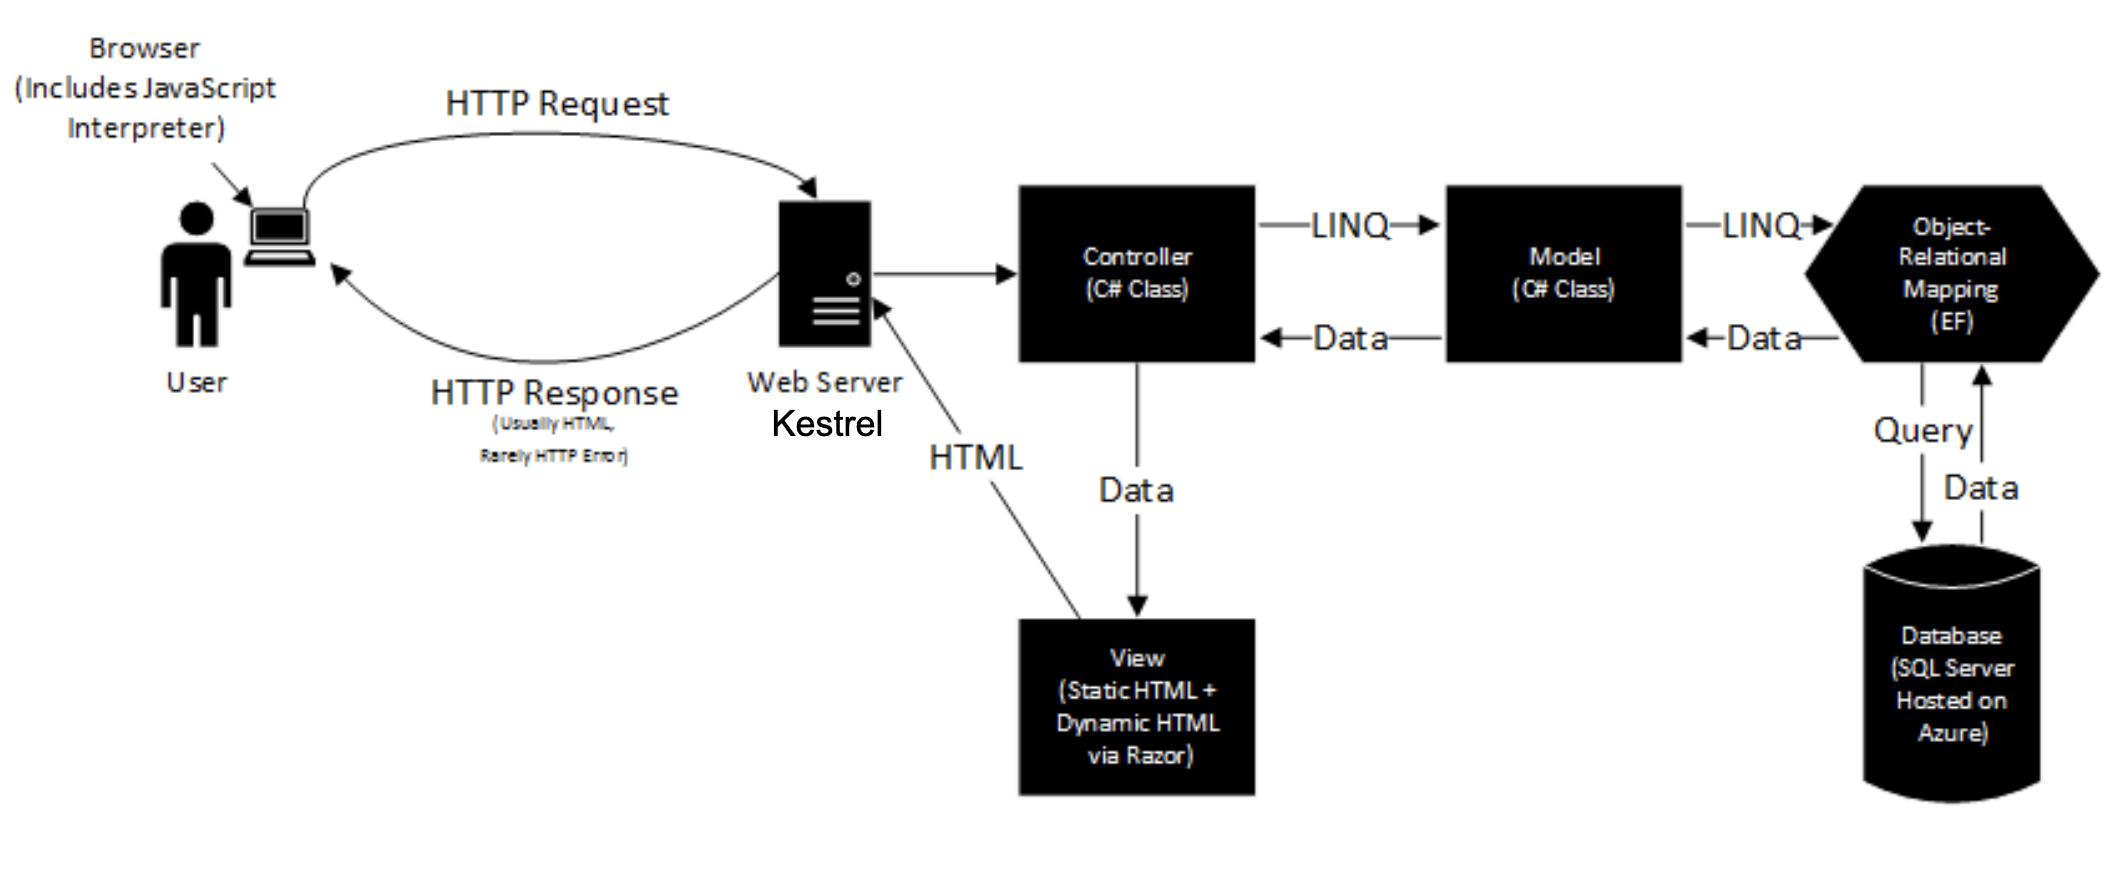 Browser
(Includes JavaScript
Interpreter)
HTTP Request
User
HTTP Response
(Usually HTML,
Rarely HTTP Error)
Web Server
Kestrel
HTML
Controller
(C# Class)
LINQ
Data
Model
(C# Class)
LINQ
Data
Object-
Relational
Mapping
(EF)
Data
Query
Data
View
(Static HTML +
Dynamic HTML
via Razor)
Database
(SQL Server
Hosted on
Azure)